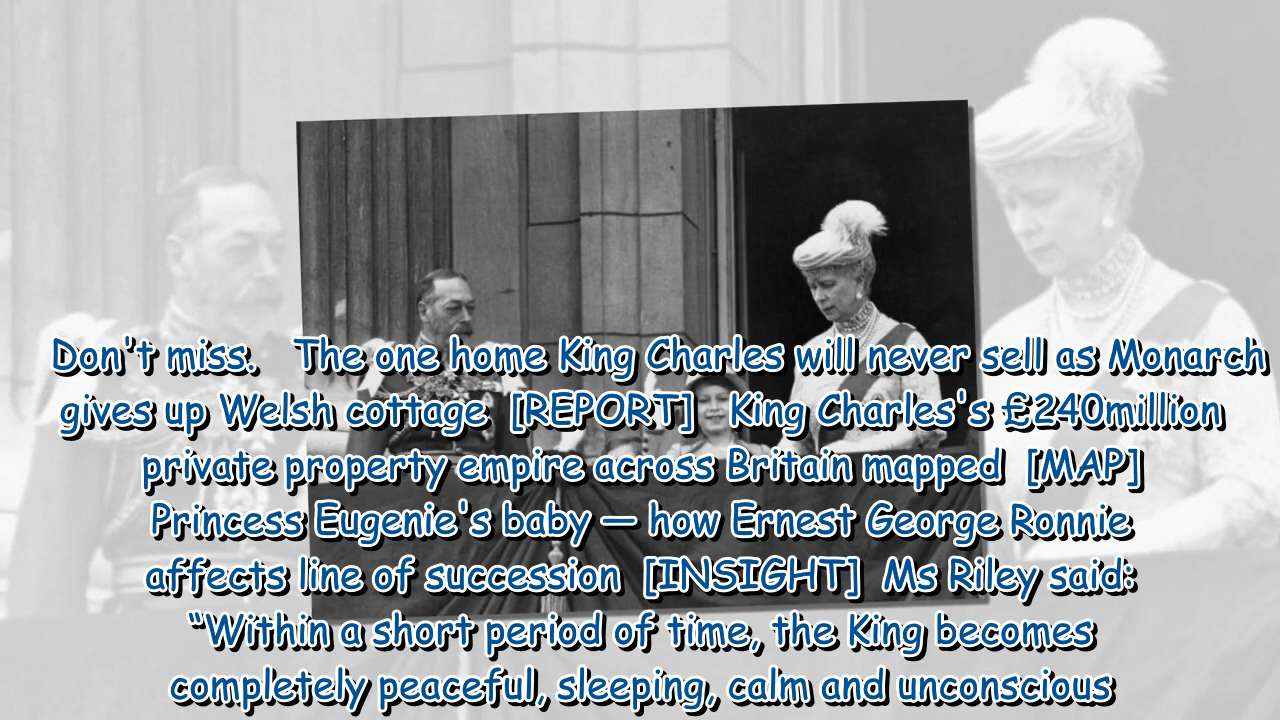 Don't miss. The one home King Charles will never sell as Monarch
gives up Welsh cottage [REPORT] King Charles's £240million
private property empire across Britain mapped [MAP]
Princess Eugenie's baby — how Ernest George Ronnie
affects line of succession [INSIGHT] Ms Riley said:
“Within a short period of time, the King becomes
completely peaceful, sleeping, calm and unconscious